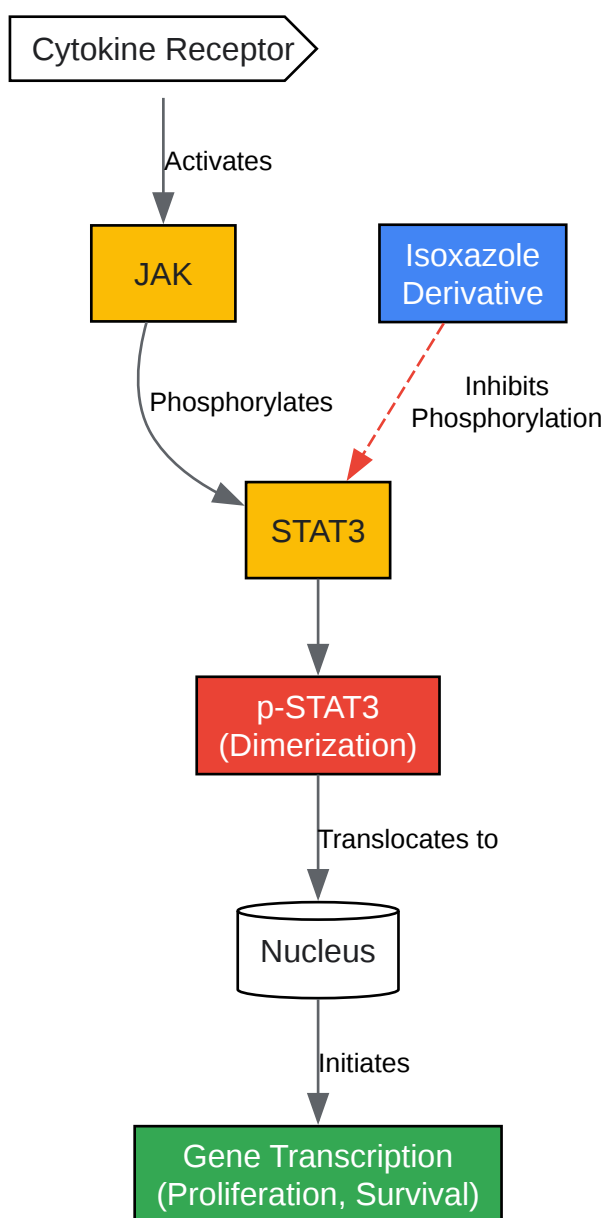 Cytokine Receptor
Activates
JAK
Isoxazole
Derivative
Phosphorylates
Inhibits
Phosphorylation
STAT3
p-STAT3
(Dimerization)
Translocates to
Nucleus
Initiates
Gene Transcription
(Proliferation, Survival)